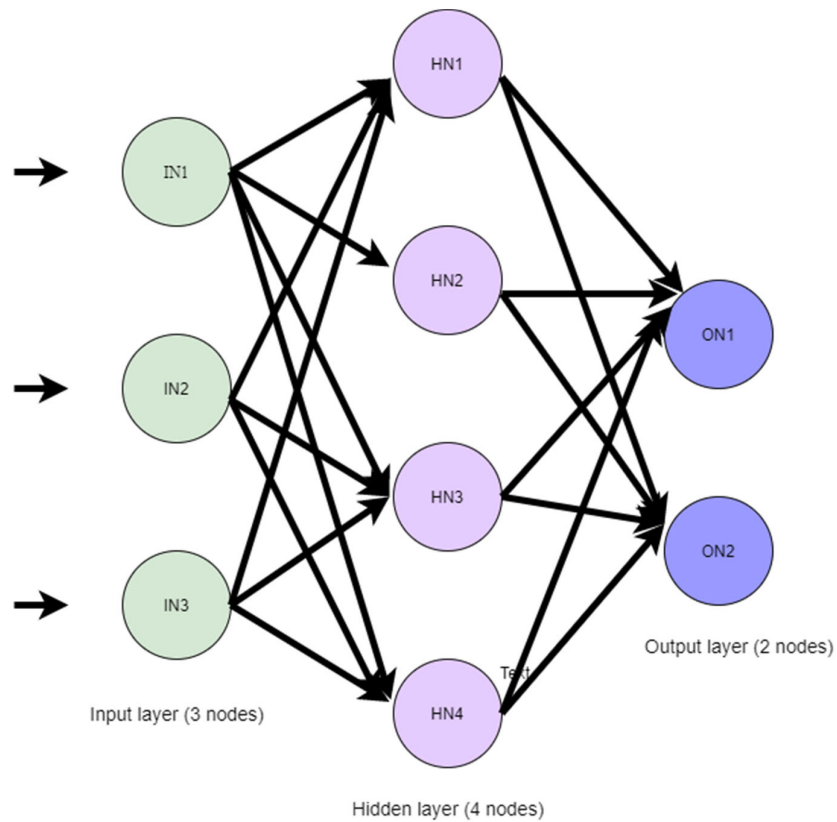 HN1
IN1
HN2
ON1
IN2
HN3
ON2
IN3
Output layer (2 nodes)
Text
Input layer (3 nodes)
HN4
Hidden layer (4 nodes)